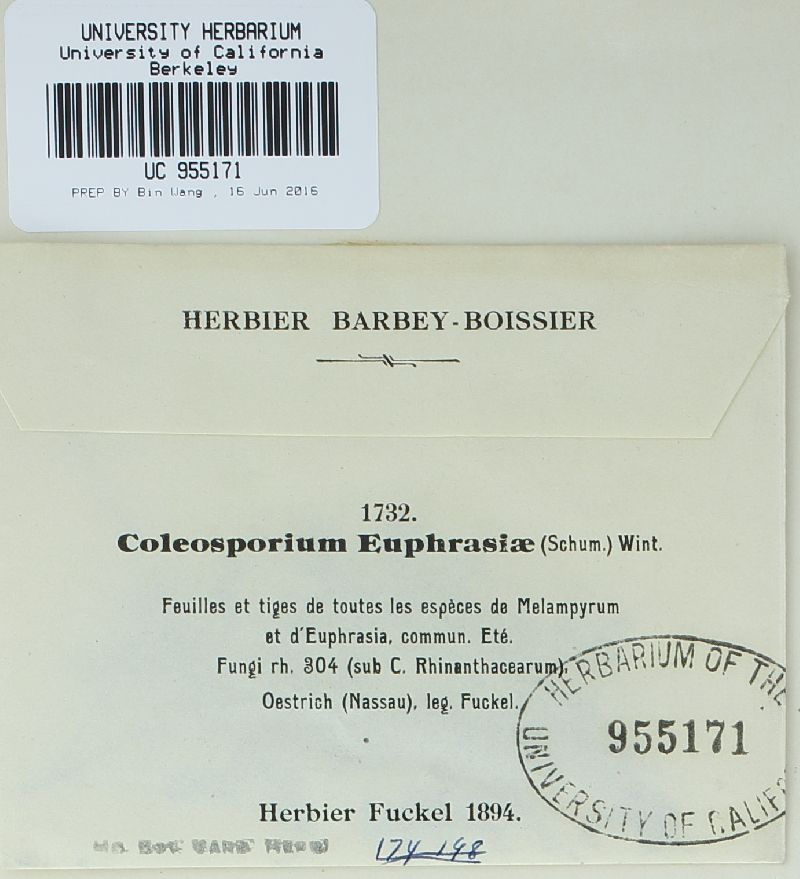 UNIVERSITY HERBARIUM
University of California
Berkeley
UC 955171
PREP BY Bin Wang , 16 Jun 2016
HERBIER BARBEY-BOISSIER
1732.
Coleosporium Euphrasiæ (Schum.) Wint.
Feuilles et tiges de toutes les espèces de Melampyrum
et d'Euphrasia, commun. Eté.
Fungi rh. 304 (sub C. Rhinanthacearum).
Oestrich (Nassau), leg. Fuckel.
HERBARIUM OF THE
955171
UNIVERSITY OF CALIF
Herbier Fuckel 1894.
174-198